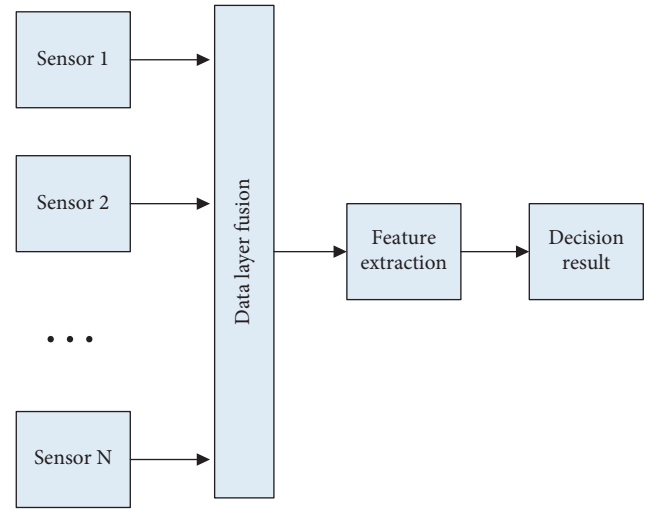 Sensor 1
Sensor 2
• • •
Sensor N
Data layer fusion
Feature
extraction
Decision
result